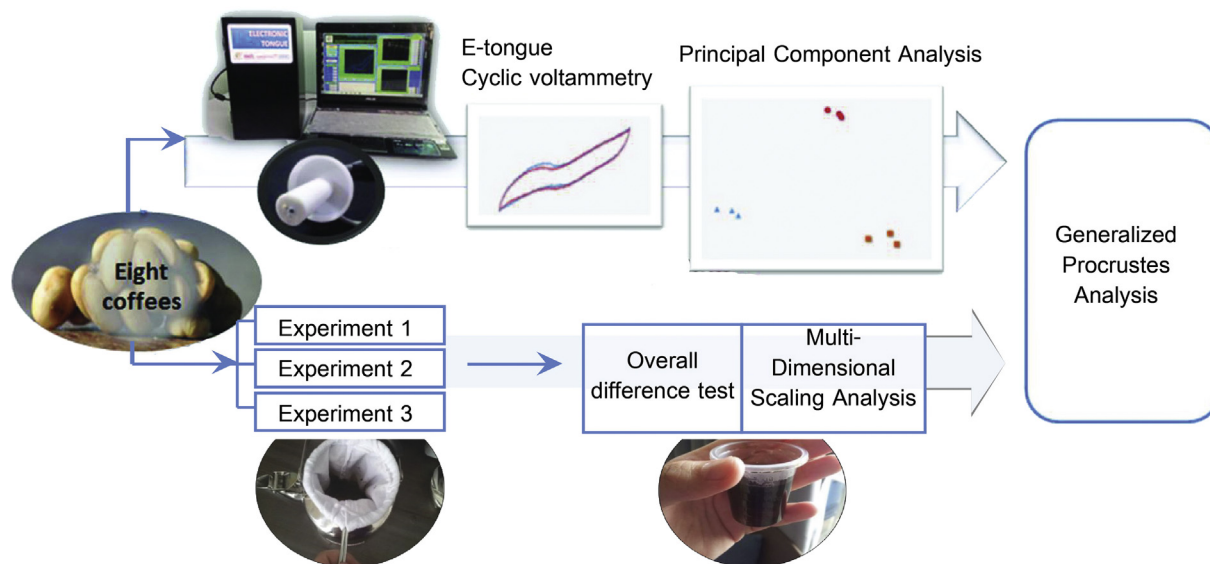 ELECTRONIC
TONGUE
E-tongue
Cyclic voltammetry
Principal Component Analysis
Eight
coffees
Experiment 1
Experiment 2
Experiment 3
Overall
difference test
Multi-
Dimensional
Scaling Analysis
Generalized
Procrustes
Analysis